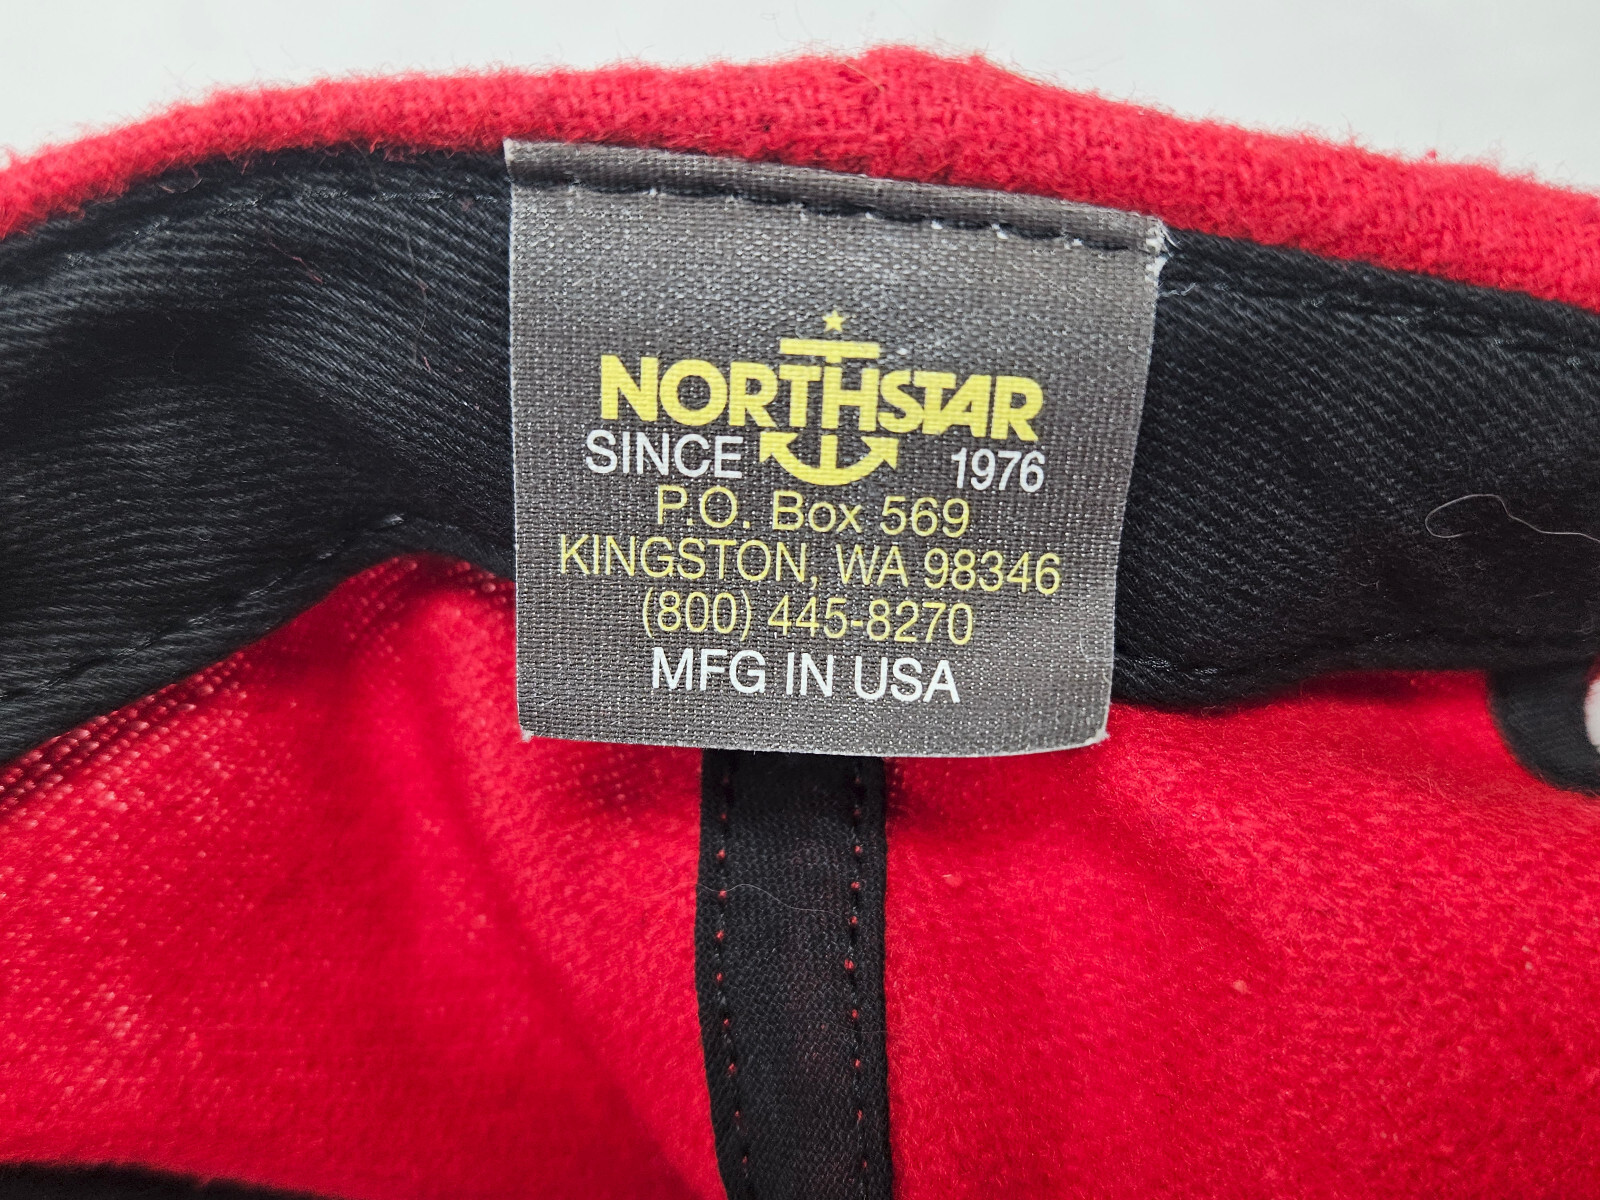 NORTHSTAR
SINCE 1976
P.O. Box 569
KINGSTON, WA 98346
(800) 445-8270
MFG IN USA